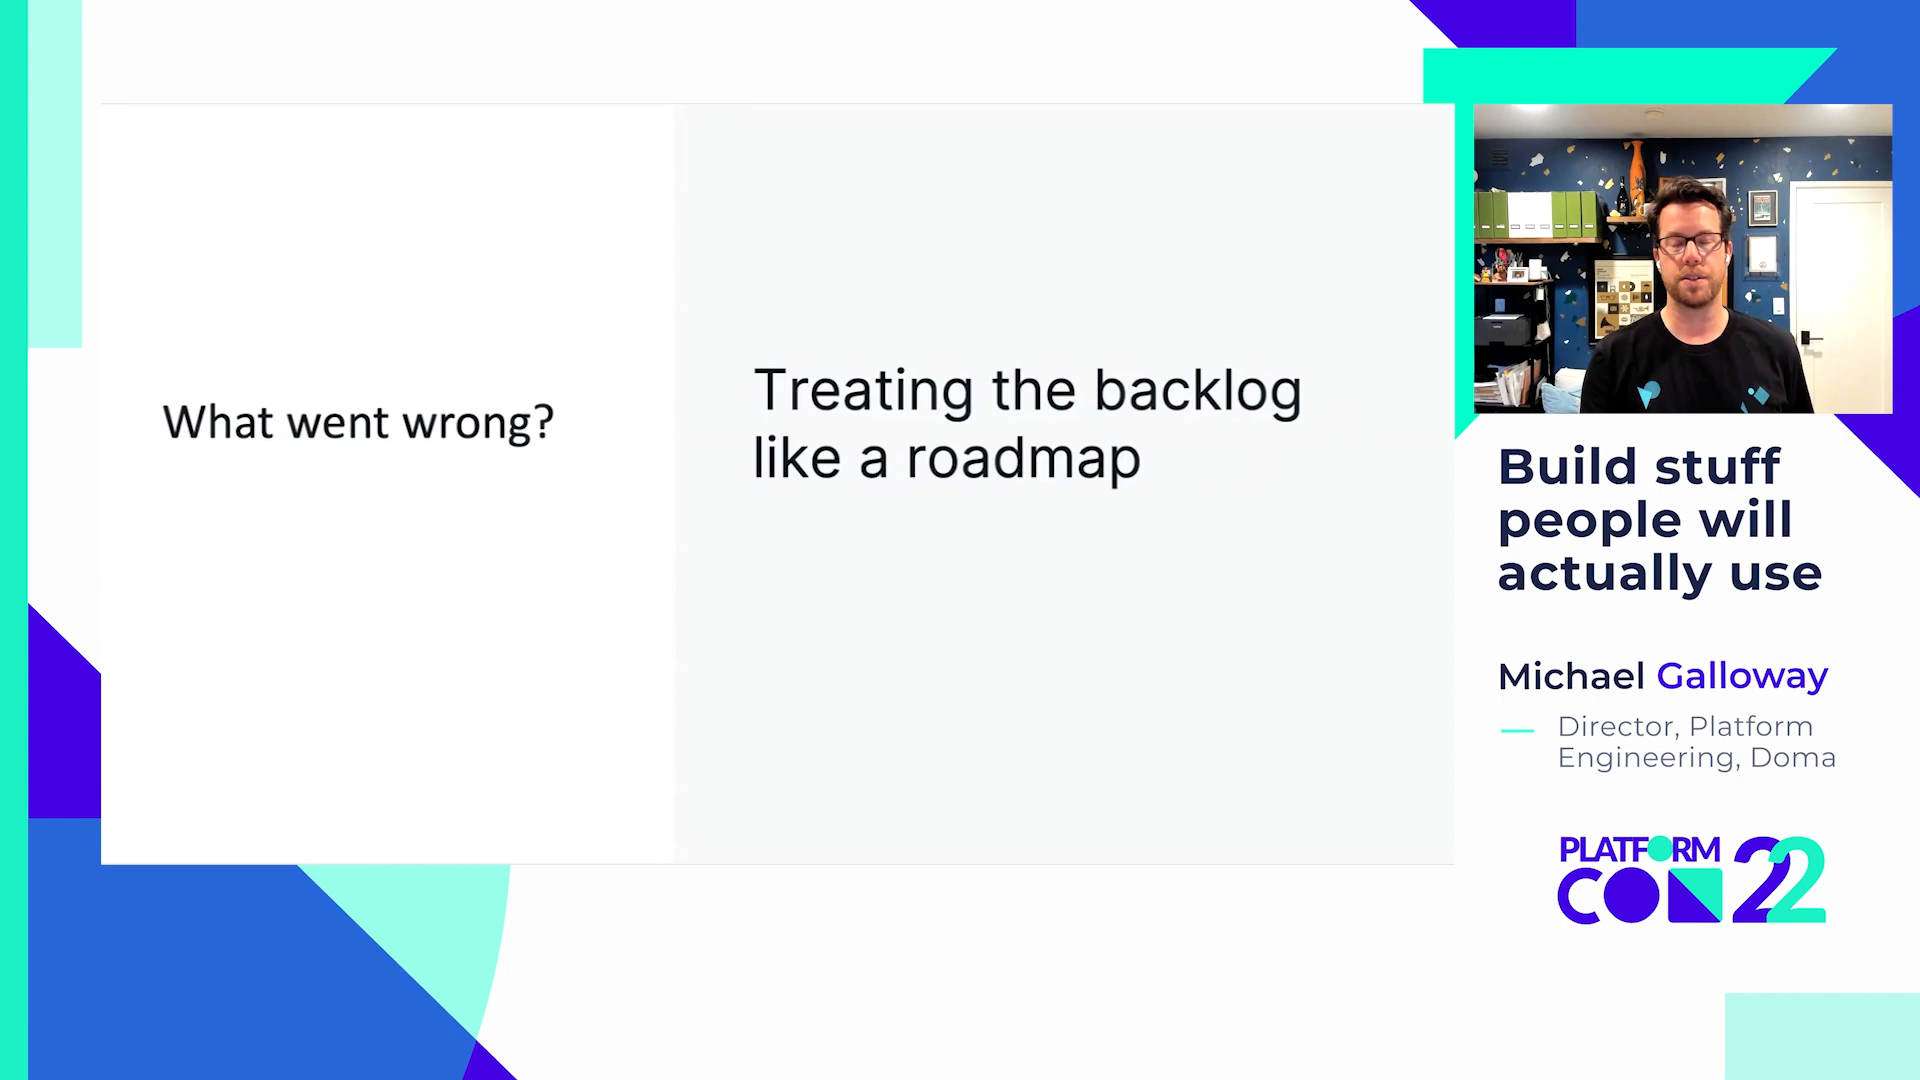 What went wrong?
Treating the backlog
like a roadmap
Build stuff
people will
actually use
Michael Galloway
Director, Platform
Engineering, Doma
PLATFORM
CON 22